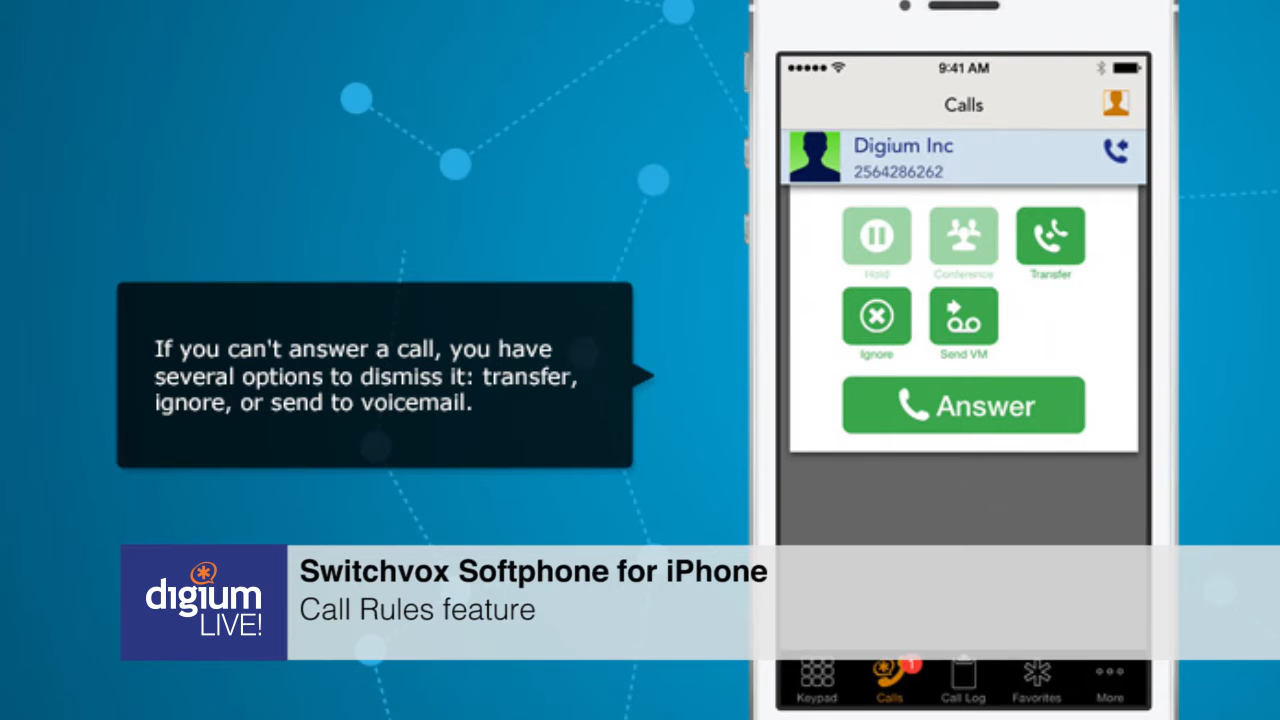 9:41 AM
Calls
Digium Inc
2564286262
Hold
Conference
Transfer
Ignore
Send VM
Answer
If you can't answer a call, you have
several options to dismiss it: transfer,
ignore, or send to voicemail.
digium
LIVE!
Switchvox Softphone for iPhone
Call Rules feature
1
Keypad
Calls
Call Log
Favorites
More